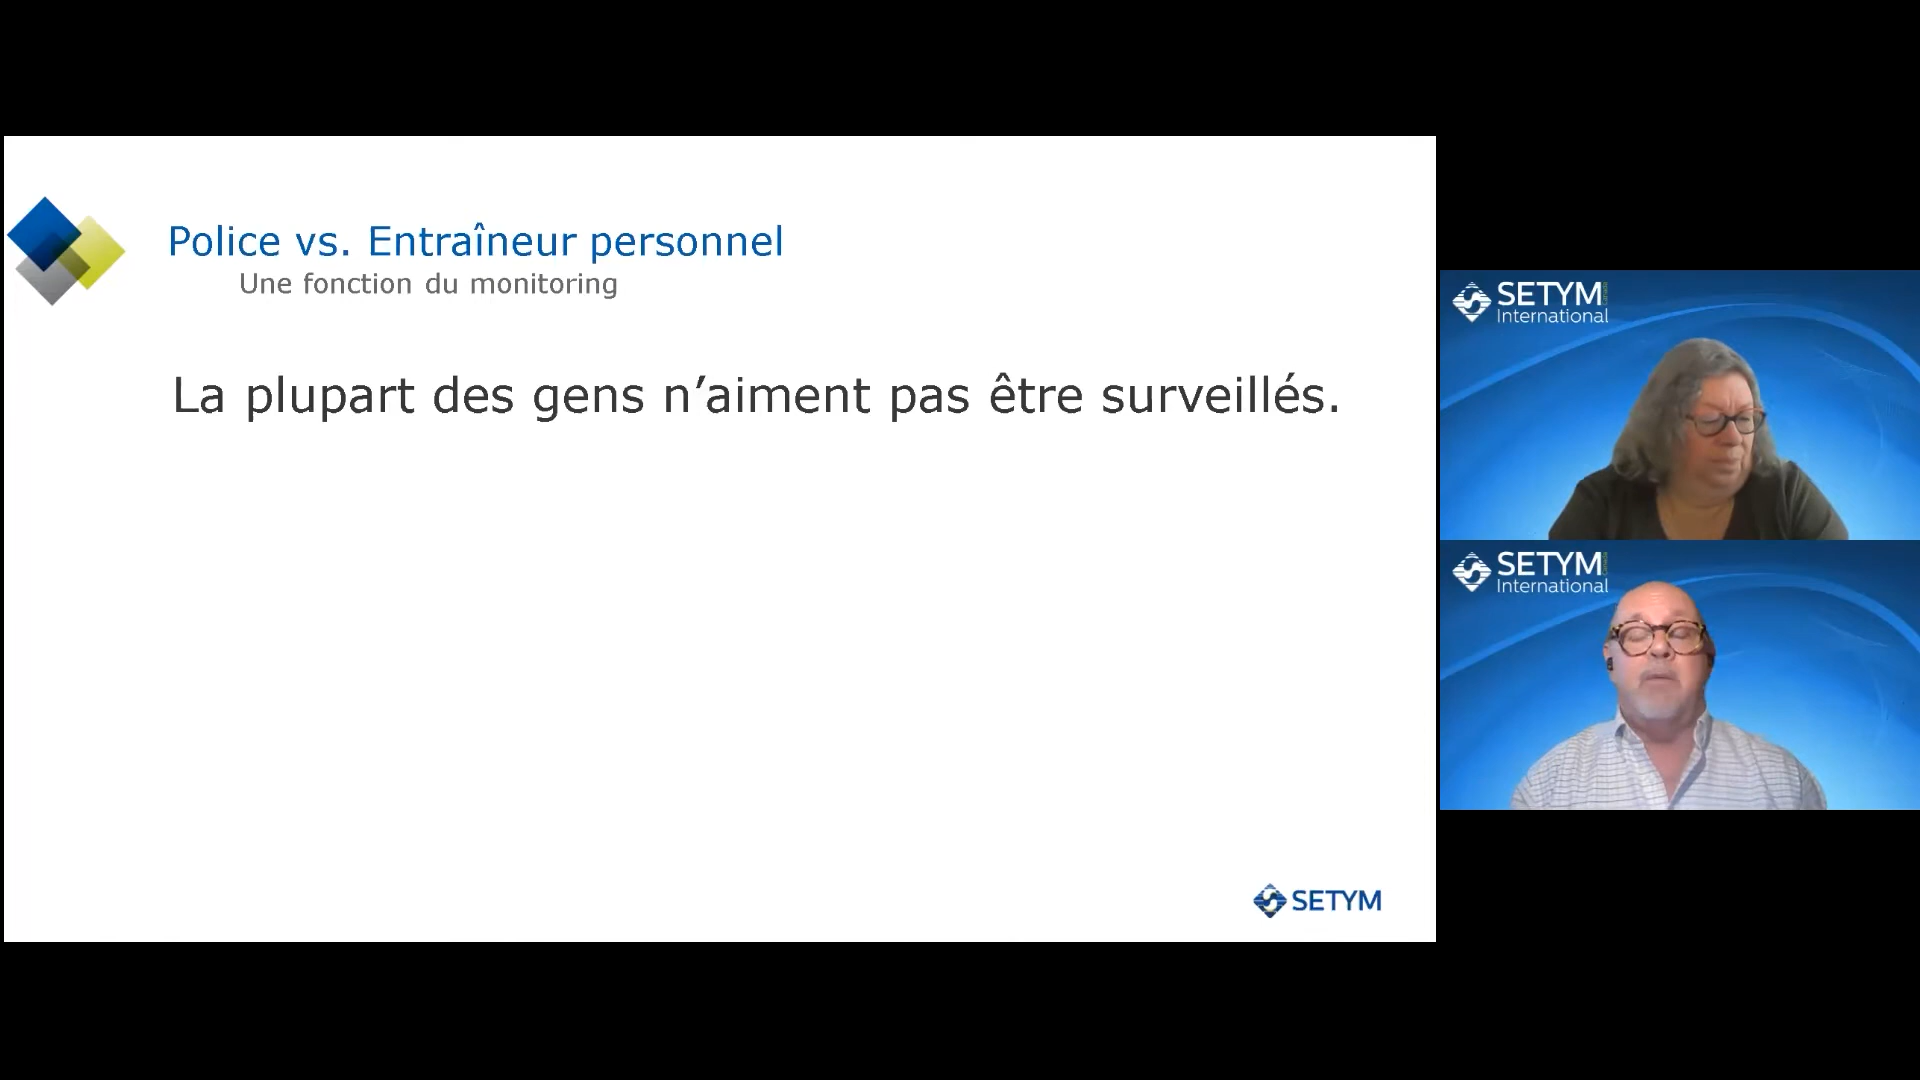 Police vs. Entraîneur personnel
Une fonction du monitoring
La plupart des gens n’aiment pas être surveillés.
SETYM
SETYM
International
SETYM
International